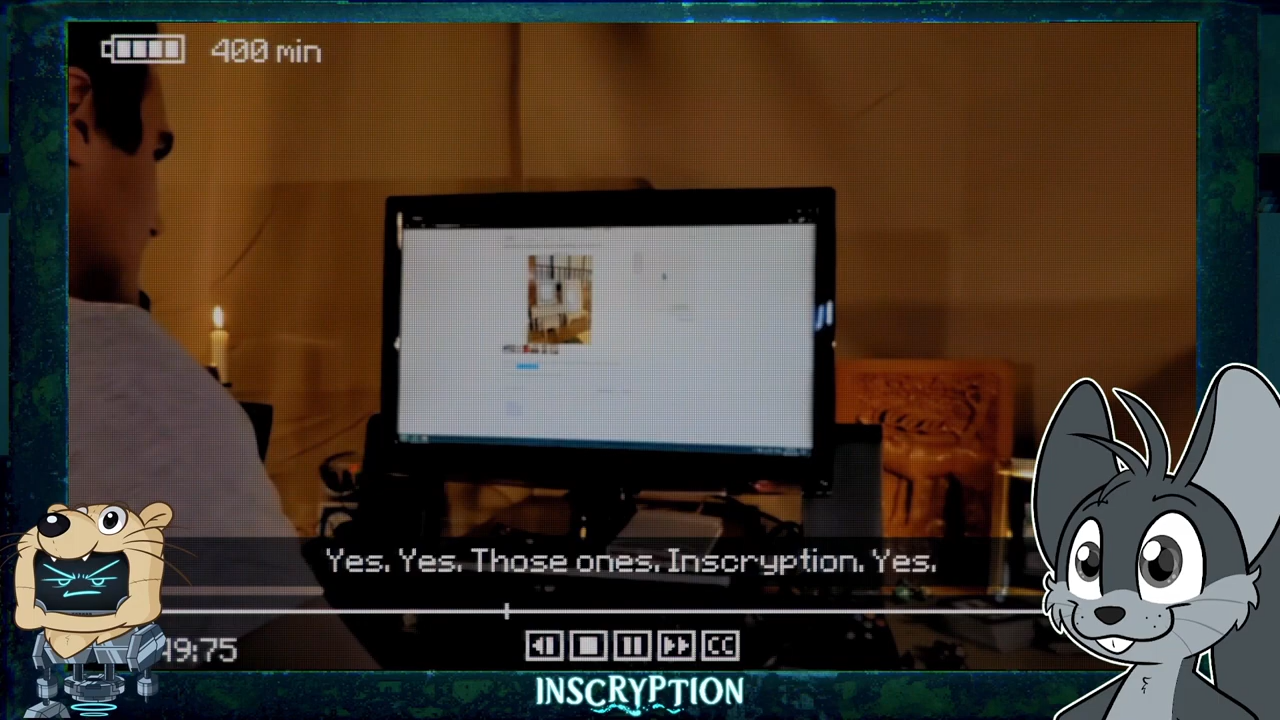 400 min
Yes. Yes. Those ones. Inscryption. Yes.
19:75
CC
INSCRYPTION